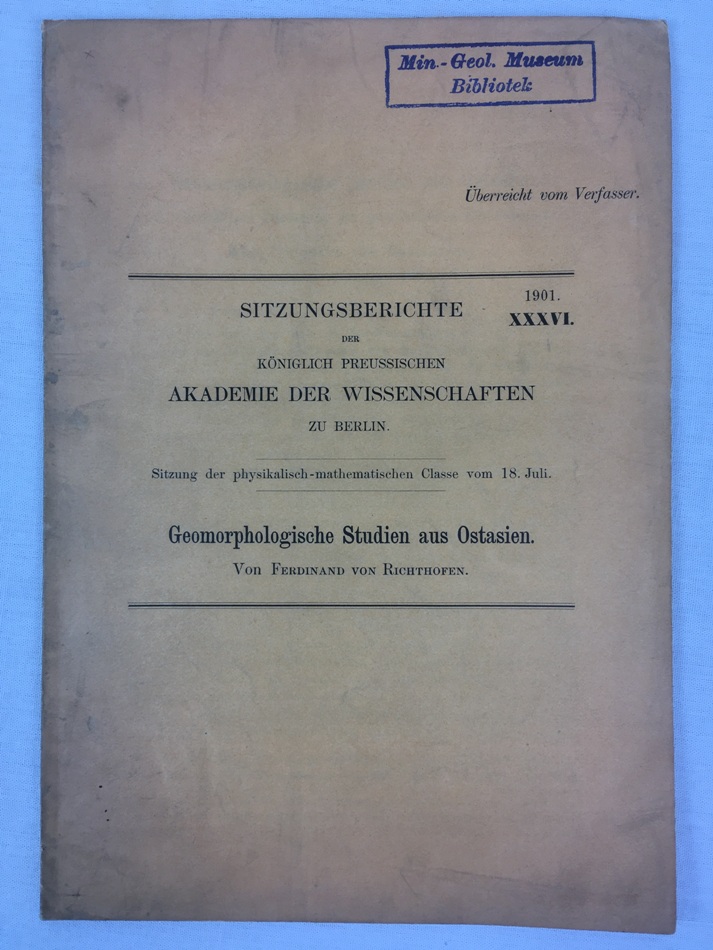 Min.-Geol. Museum
Bibliotek
Überreicht vom Verfasser.
1901.
XXXVI.
SITZUNGSBERICHTE
DER
KÖNIGLICH PREUSSISCHEN
AKADEMIE DER WISSENSCHAFTEN
ZU BERLIN.
Sitzung der physikalisch-mathematischen Classe vom 18. Juli.
Geomorphologische Studien aus Ostasien.
Von FERDINAND VON RICHTHOFEN.